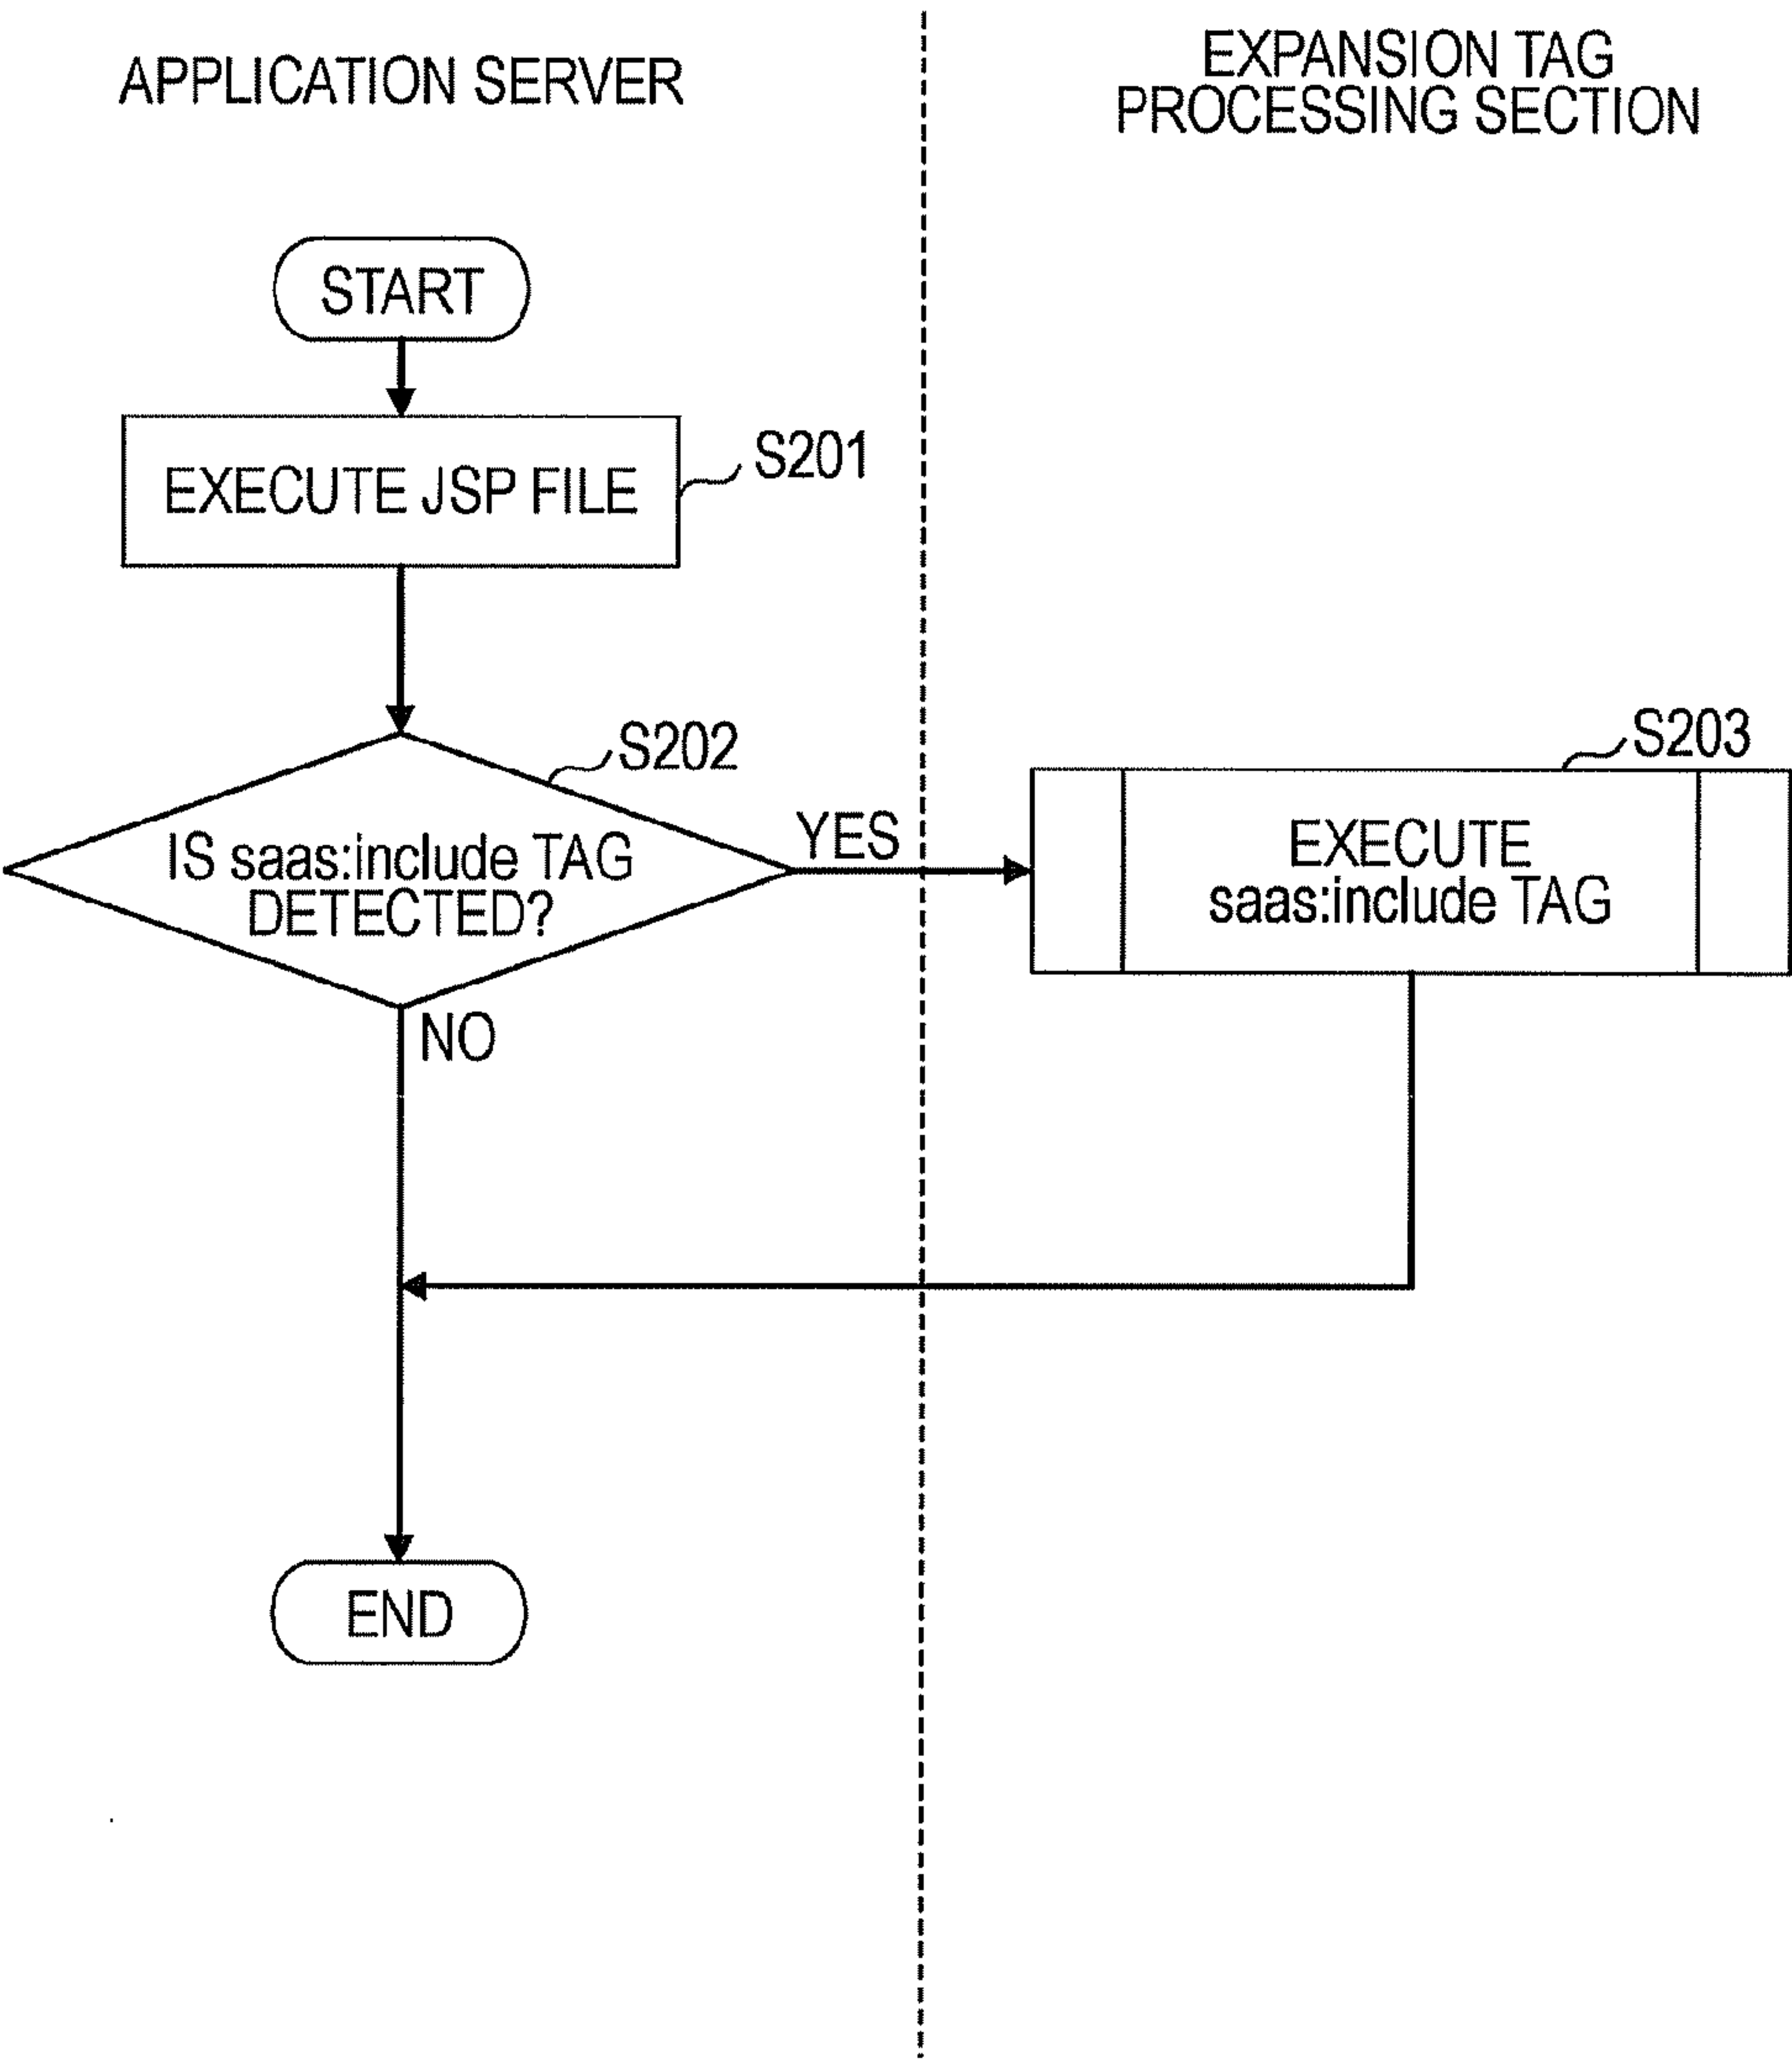 APPLICATION SERVER
EXPANSION TAG
PROCESSING SECTION
START
EXECUTE JSP FILE
S201
S202
IS saas:include TAG
DETECTED?
YES
NO
S203
EXECUTE
saas:include TAG
END